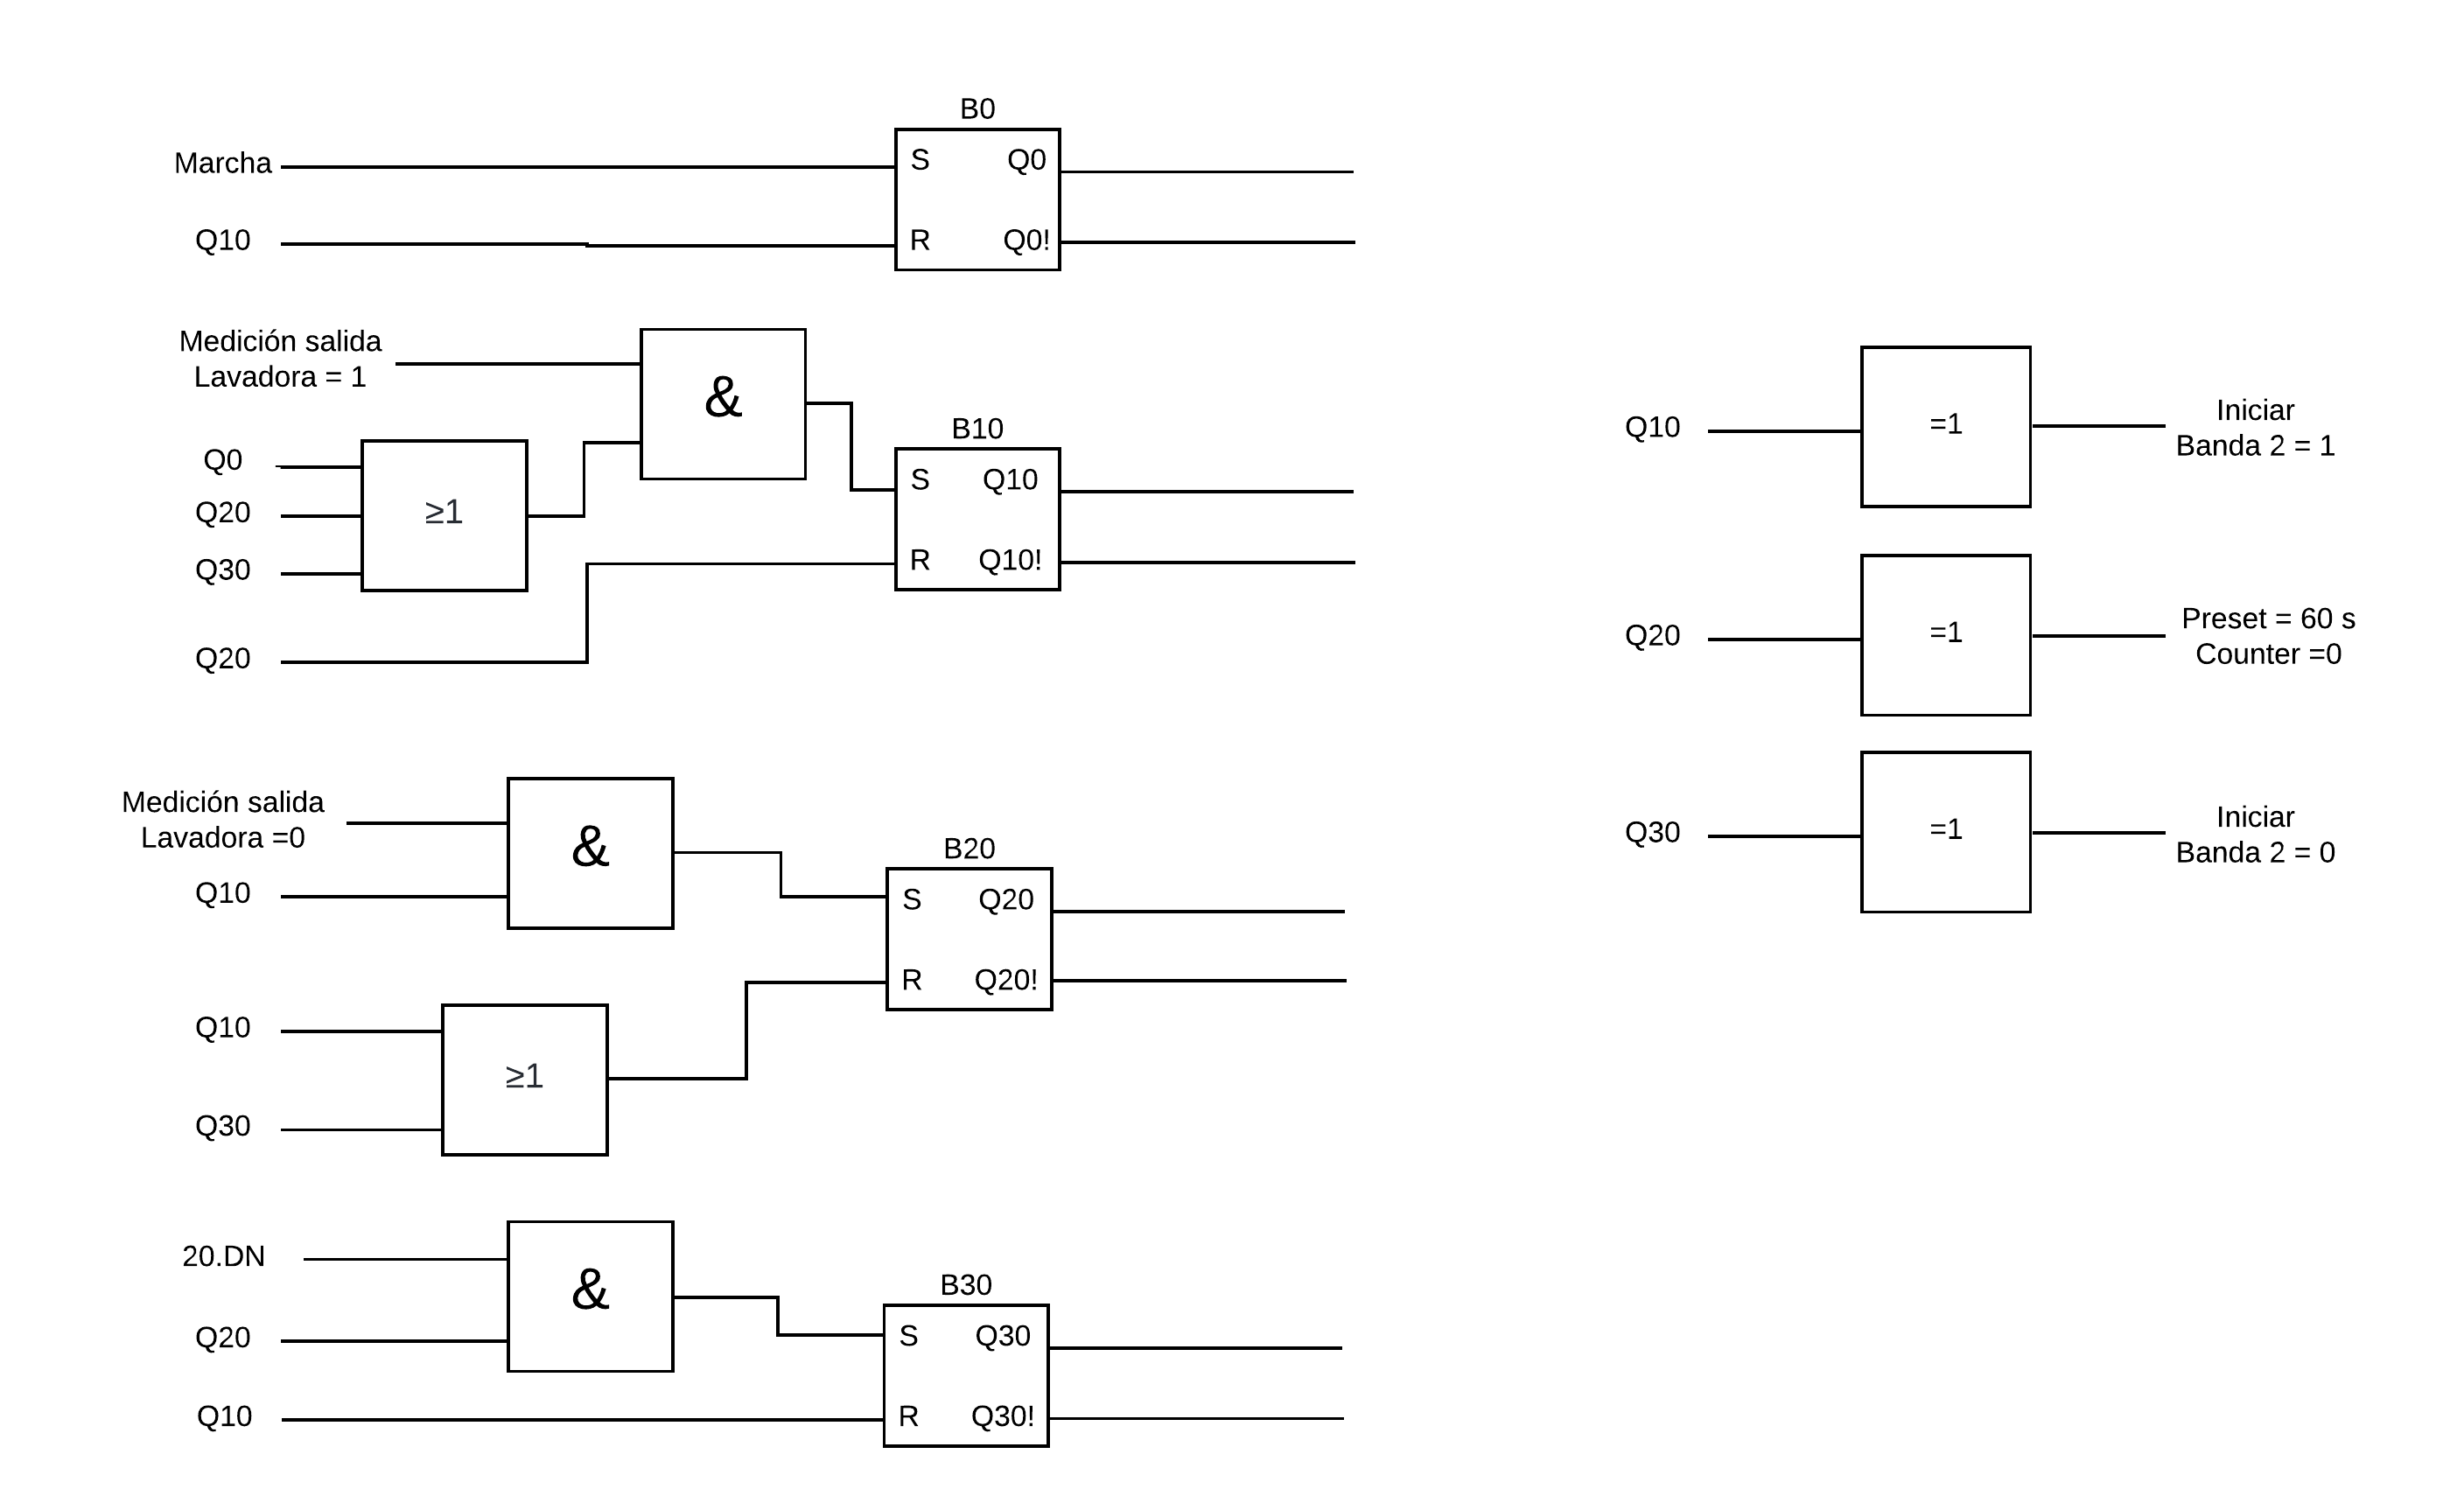 B0
Marcha
S
Q0
Q10
R
Q0!
Medición salida
Lavadora = 1
&
Q0
Q20
Q30
≥1
B10
S
Q10
R
Q10!
Q20
Medición salida
Lavadora =0
Q10
&
B20
S
Q20
R
Q20!
Q10
Q30
≥1
20.DN
Q20
&
B30
S
Q30
Q10
R
Q30!
Q10
=1
Iniciar
Banda 2 = 1
Q20
=1
Preset = 60 s
Counter =0
Q30
=1
Iniciar
Banda 2 = 0